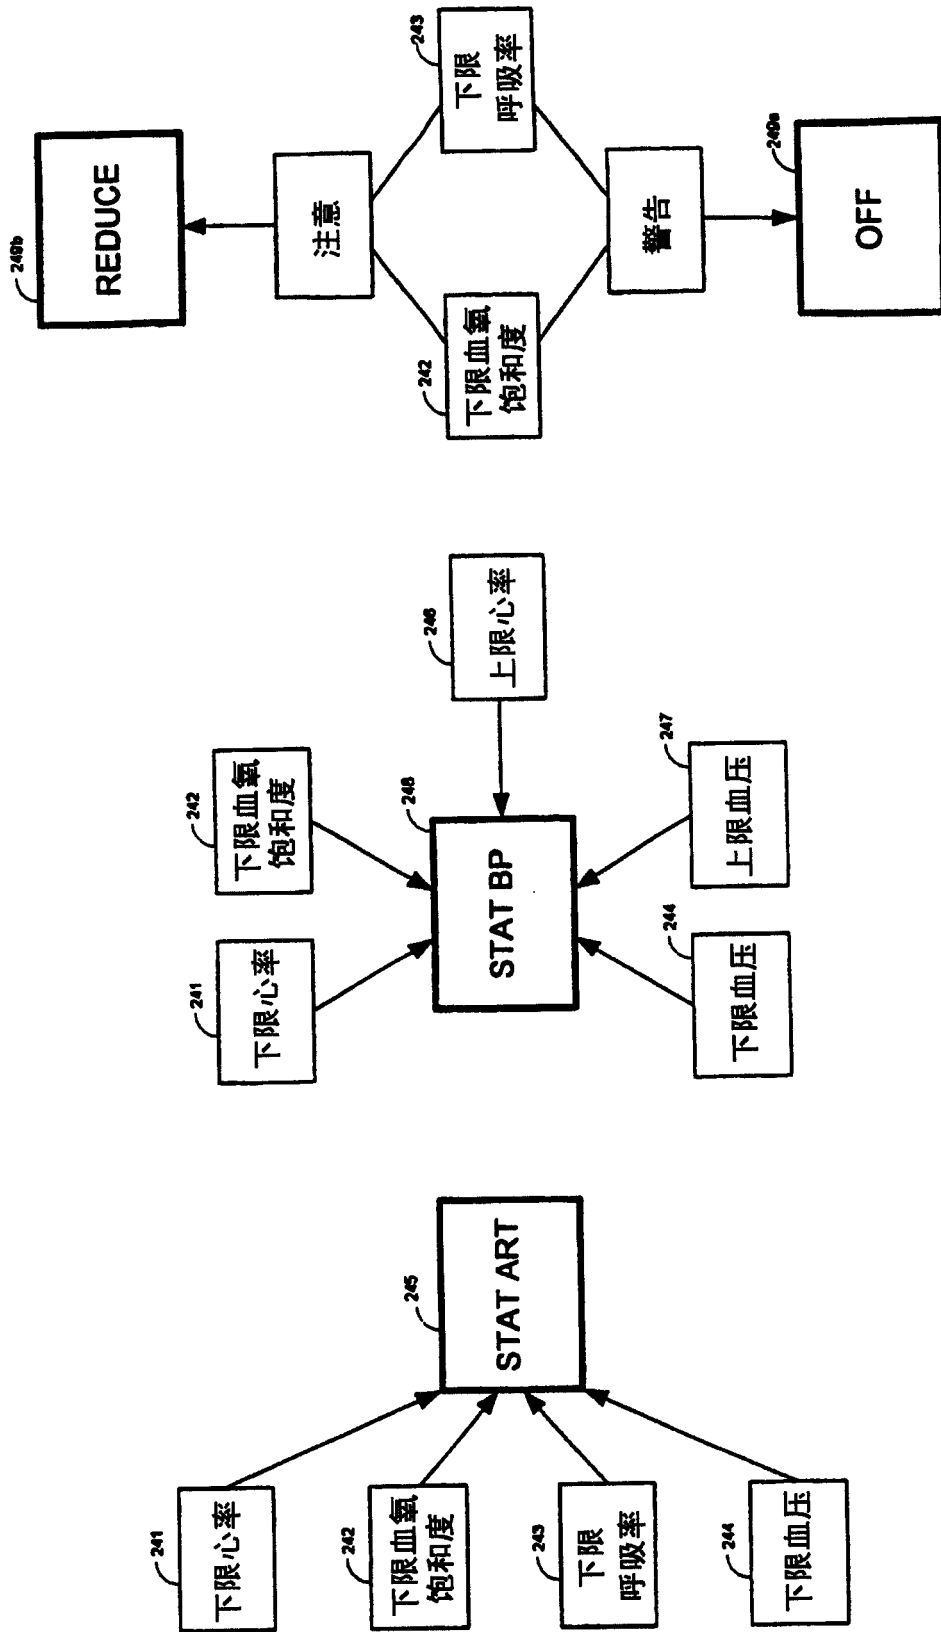 241
下限心率
242
下限血氧
饱和度
243
下限
呼吸率
244
下限血压
245
STAT ART
241
下限心率
242
下限血氧
饱和度
246
上限心率
248
STAT BP
244
下限血压
247
上限血压
249b
REDUCE
注意
242
下限血氧
饱和度
243
下限
呼吸率
警告
249a
OFF